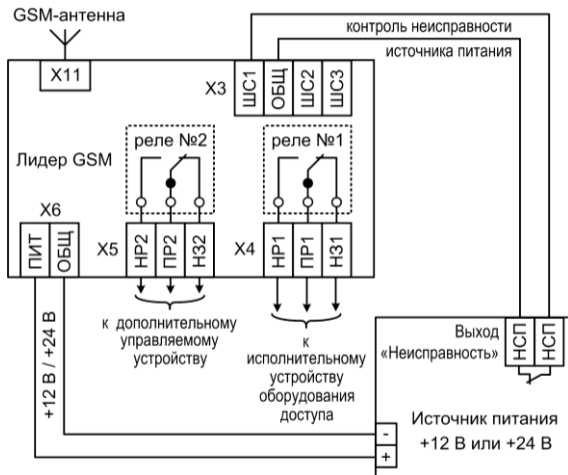 GSM-антенна
X11
контроль неисправности
источника питания
X3
ШС1
ОБЩ
ШС2
ШС3
реле №2
реле №1
Лидер GSM
X6
ПИТ
ОБЩ
X5
НР2
ПР2
НЗ2
X4
НР1
ПР1
НЗ1
к дополнительному
управляемому
устройству
к
исполнительному
устройству
оборудования
доступа
+12 В / +24 В
Выход
«Неисправность»
НСП
НСП
Источник питания
+12 В или +24 В
-
+